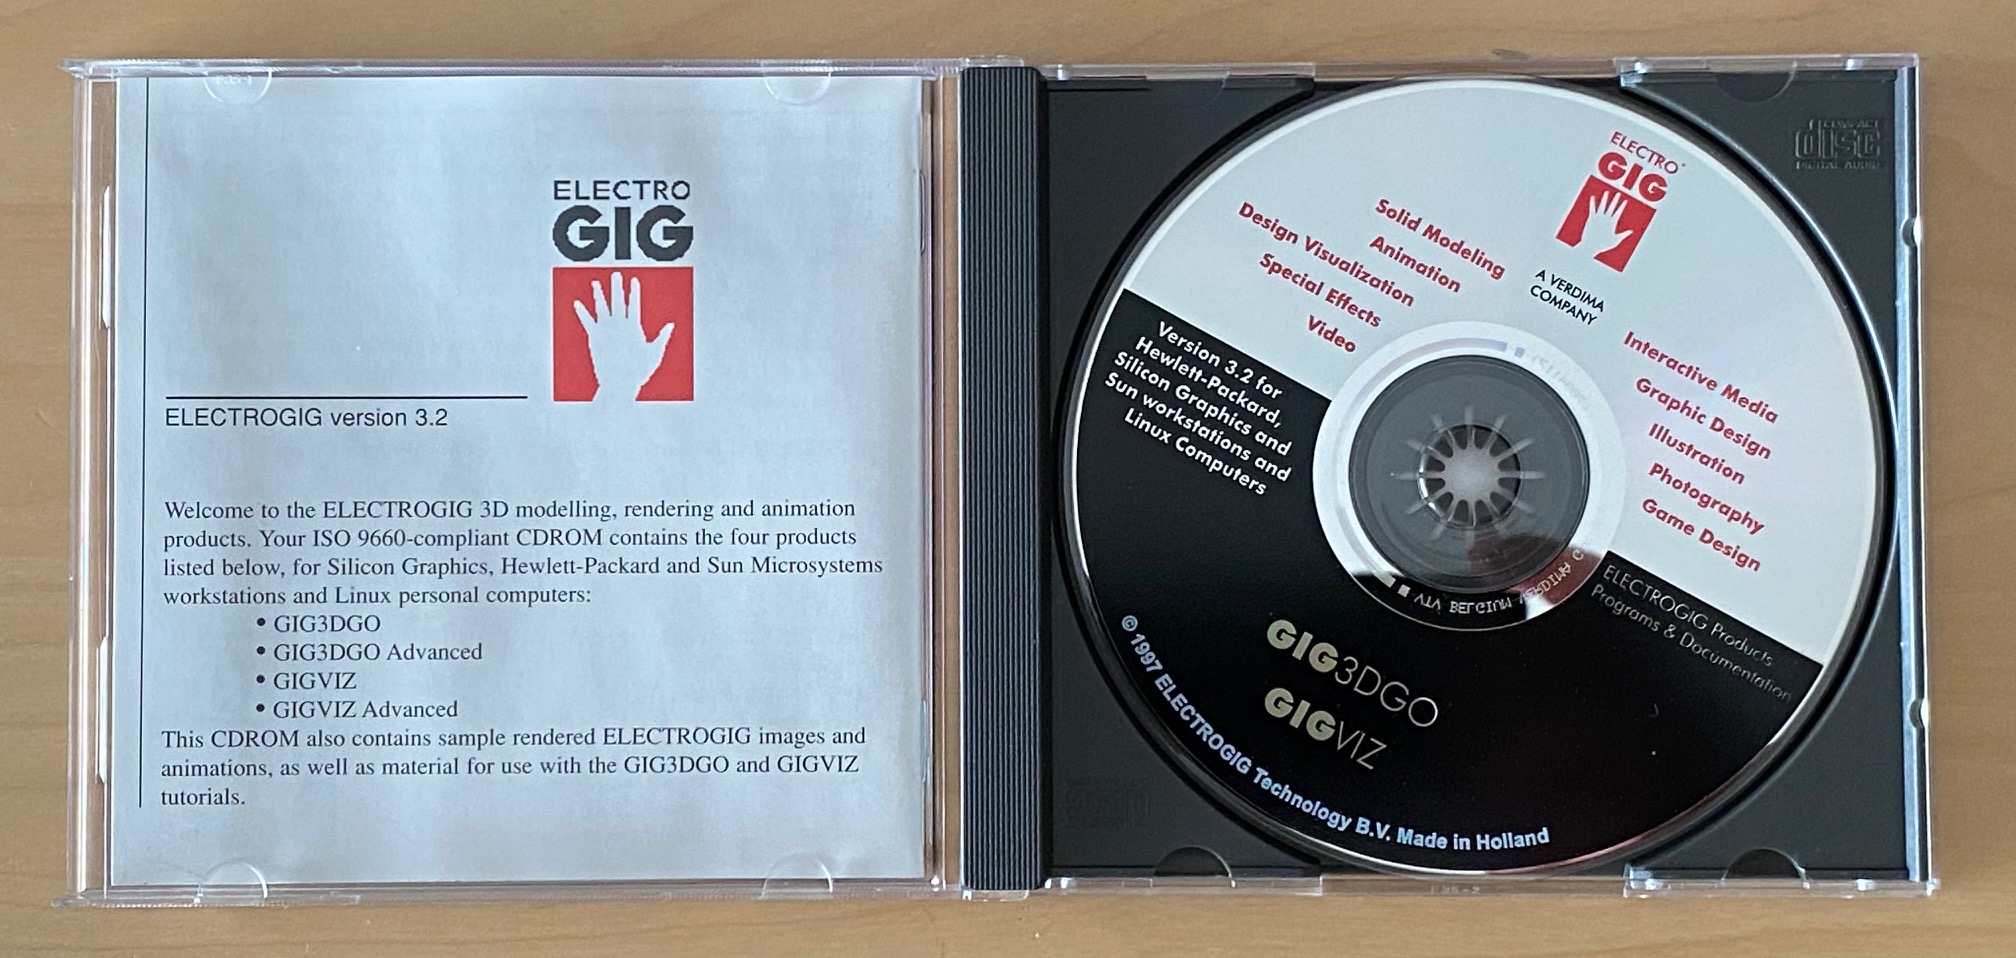 ELECTRO
GIG
ELECTROGIG version 3.2
Welcome to the ELECTROGIG 3D modelling, rendering and animation
products. Your ISO 9660-compliant CDROM contains the four products
listed below, for Silicon Graphics, Hewlett-Packard and Sun Microsystems
workstations and Linux personal computers:
• GIG3DGO
• GIG3DGO Advanced
• GIGVIZ
• GIGVIZ Advanced
This CDROM also contains sample rendered ELECTROGIG images and
animations, as well as material for use with the GIG3DGO and GIGVIZ
tutorials.
ELECTRO
GIG
A VERDIMA
COMPANY
Solid Modeling
Animation
Design Visualization
Special Effects
Video
Interactive Media
Graphic Design
Illustration
Photography
Game Design
Version 3.2 for
Hewlett-Packard,
Silicon Graphics and
Sun workstations and
Linux Computers
ELECTROGIG Products
Programs & Documentation
GIG3DGO
GIGVIZ
© 1997 ELECTROGIG Technology B.V. Made in Holland
BELGIUM
COMPACT
disc
DIGITAL AUDIO